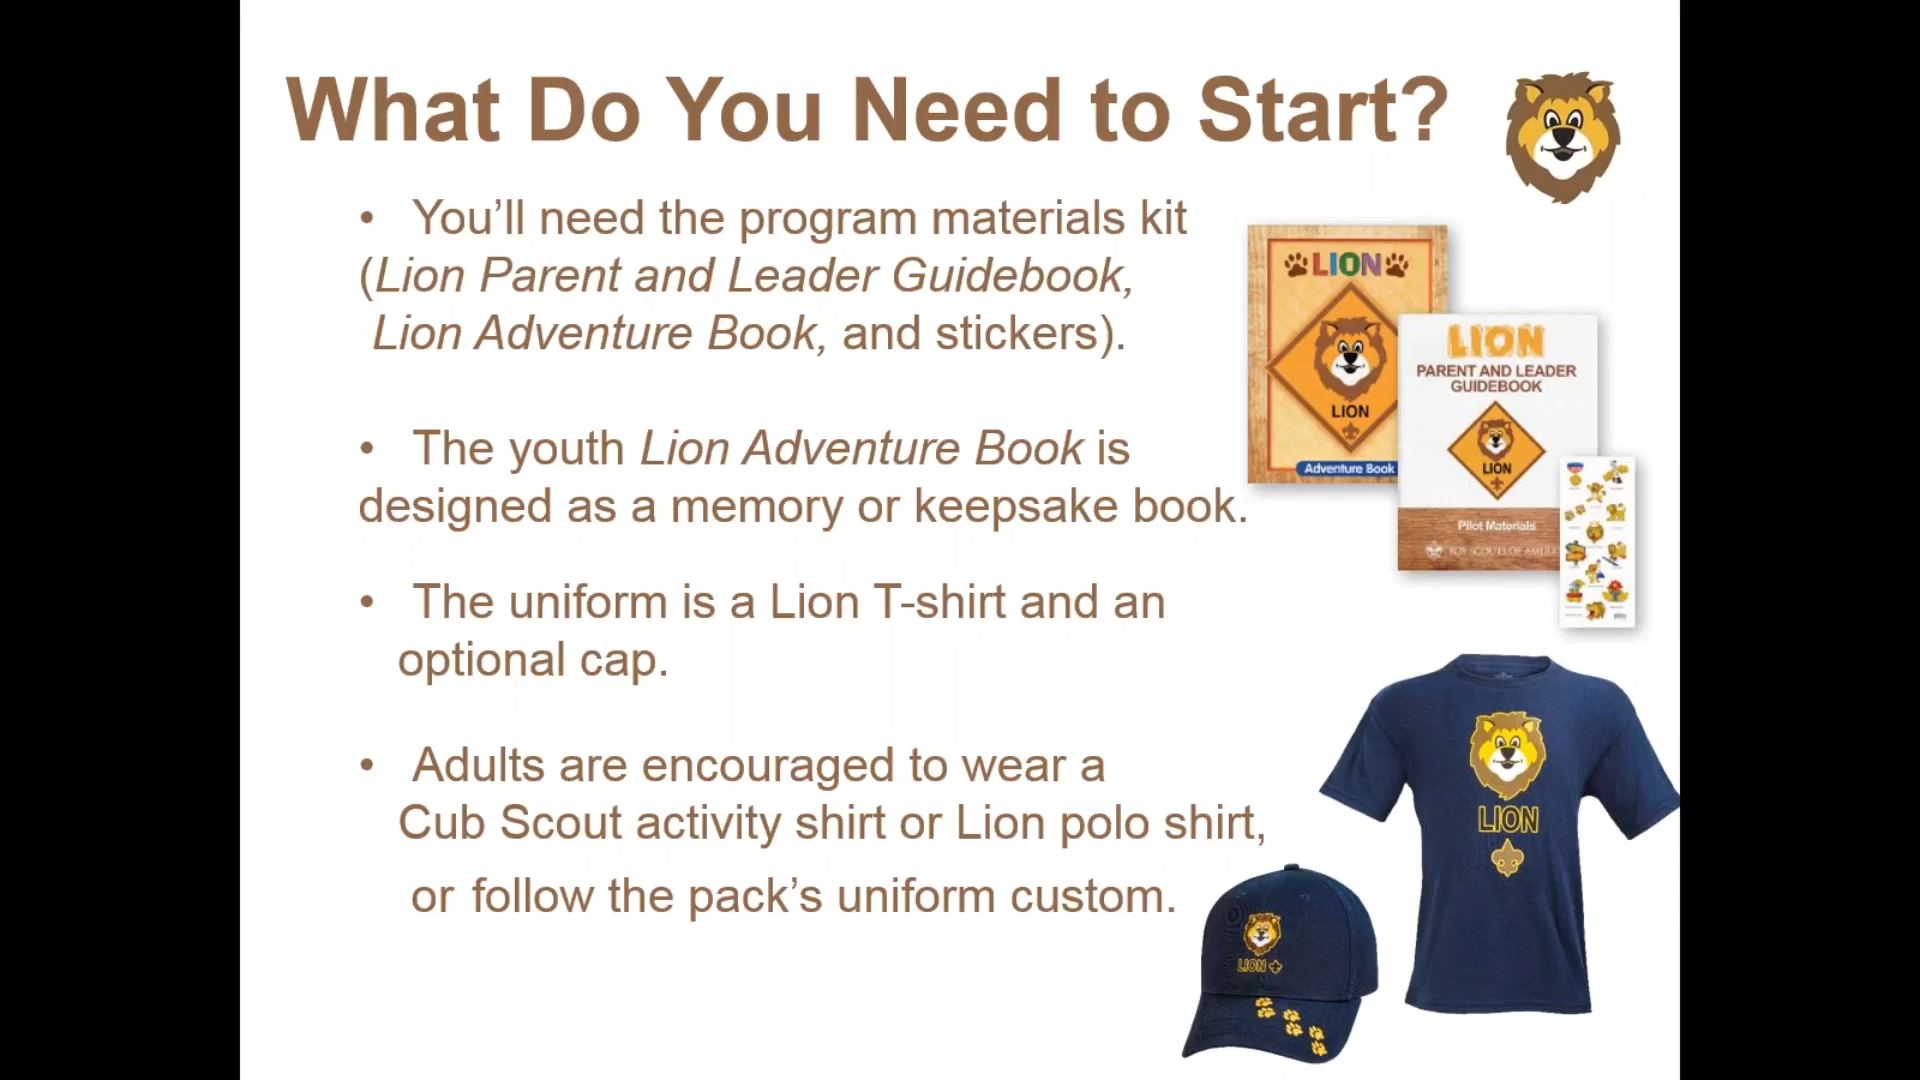 What Do You Need to Start?
• You’ll need the program materials kit
(Lion Parent and Leader Guidebook,
Lion Adventure Book, and stickers).
• The youth Lion Adventure Book is
designed as a memory or keepsake book.
• The uniform is a Lion T-shirt and an
optional cap.
• Adults are encouraged to wear a
Cub Scout activity shirt or Lion polo shirt,
or follow the pack’s uniform custom.
LION
LION
Adventure Book
LION
PARENT AND LEADER
GUIDEBOOK
LION
Pilot Materials
BOY SCOUTS OF
LION
LION